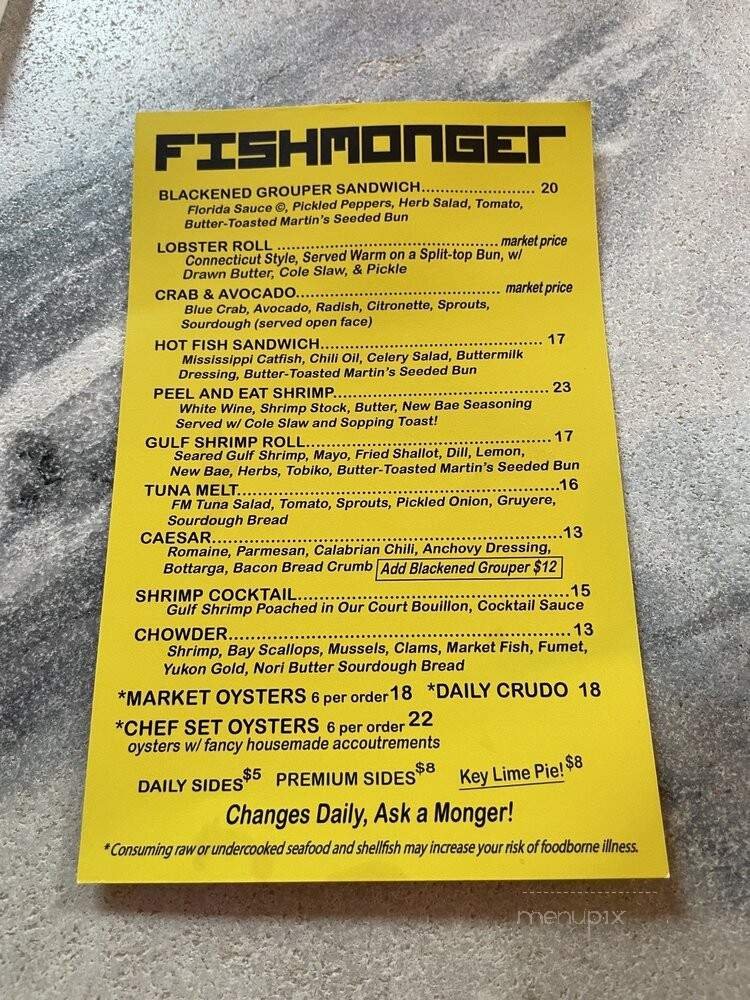 FISHMONGER
BLACKENED GROUPER SANDWICH....................... 20
Florida Sauce ©, Pickled Peppers, Herb Salad, Tomato,
Butter-Toasted Martin's Seeded Bun
LOBSTER ROLL ............................................. market price
Connecticut Style, Served Warm on a Split-top Bun, w/
Drawn Butter, Cole Slaw, & Pickle
CRAB & AVOCADO.......................................... market price
Blue Crab, Avocado, Radish, Citronette, Sprouts,
Sourdough (served open face)
HOT FISH SANDWICH............................................. 17
Mississippi Catfish, Chili Oil, Celery Salad, Buttermilk
Dressing, Butter-Toasted Martin's Seeded Bun
PEEL AND EAT SHRIMP........................................... 23
White Wine, Shrimp Stock, Butter, New Bae Seasoning
Served w/ Cole Slaw and Sopping Toast!
GULF SHRIMP ROLL.................................................17
Seared Gulf Shrimp, Mayo, Fried Shallot, Dill, Lemon,
New Bae, Herbs, Tobiko, Butter-Toasted Martin's Seeded Bun
TUNA MELT................................................................16
FM Tuna Salad, Tomato, Sprouts, Pickled Onion, Gruyere,
Sourdough Bread
CAESAR.....................................................................13
Romaine, Parmesan, Calabrian Chili, Anchovy Dressing,
Bottarga, Bacon Bread Crumb Add Blackened Grouper $12
SHRIMP COCKTAIL.....................................................15
Gulf Shrimp Poached in Our Court Bouillon, Cocktail Sauce
CHOWDER...................................................................13
Shrimp, Bay Scallops, Mussels, Clams, Market Fish, Fumet,
Yukon Gold, Nori Butter Sourdough Bread
*MARKET OYSTERS 6 per order 18 *DAILY CRUDO 18
*CHEF SET OYSTERS 6 per order 22
oysters w/ fancy housemade accoutrements
DAILY SIDES $5 PREMIUM SIDES $8 Key Lime Pie! $8
Changes Daily, Ask a Monger!
*Consuming raw or undercooked seafood and shellfish may increase your risk of foodborne illness.
menupix